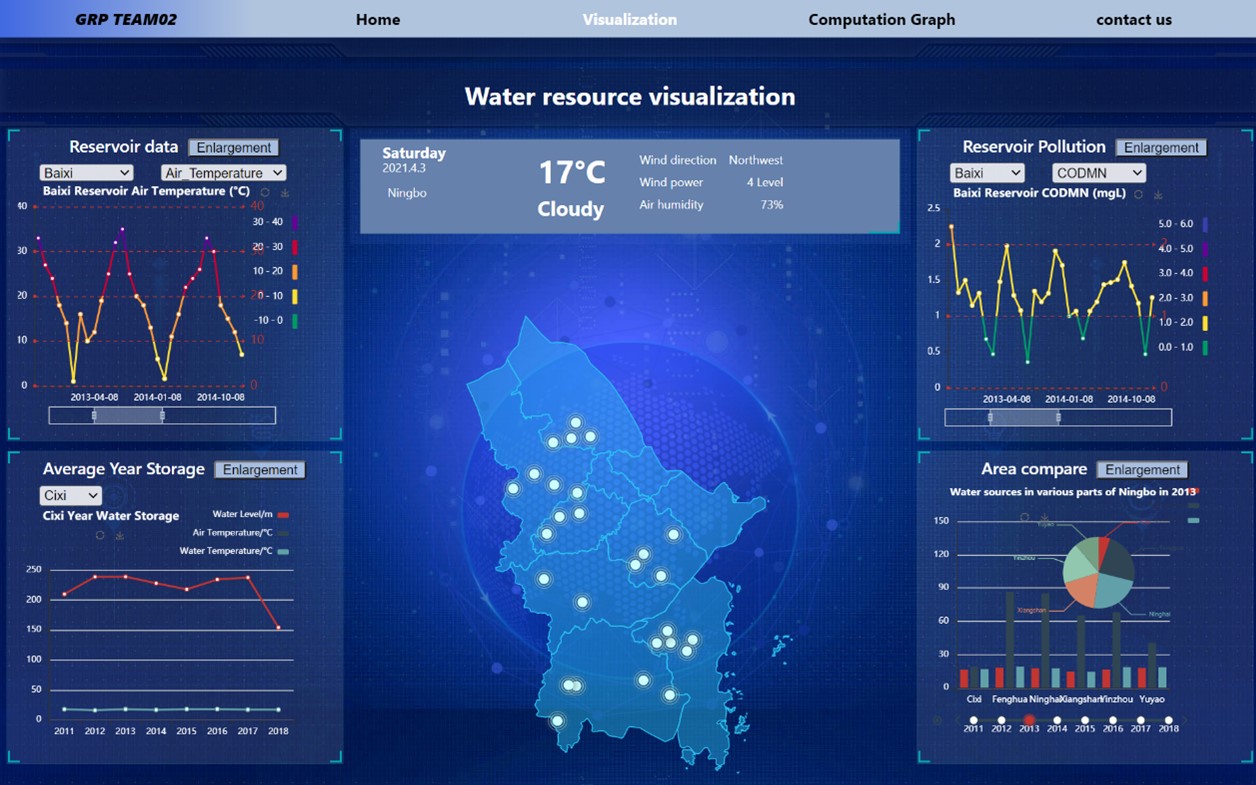 GRP TEAM02 Home Visualization Computation Graph contact us
Water resource visualization
Reservoir data Enlargement
Baixi Air_Temperature
Baixi Reservoir Air Temperature (°C)
40
30
20
10
0
40
30
20
10
0
30 - 40
20 - 30
10 - 20
0 - 10
-10 - 0
2013-04-08 2014-01-08 2014-10-08
Saturday
2021.4.3
Ningbo
17°C
Cloudy
Wind direction Northwest
Wind power 4 Level
Air humidity 73%
Reservoir Pollution Enlargement
Baixi CODMN
Baixi Reservoir CODMN (mgL)
2.5
2
1.5
1
0.5
0
2
1
0
5.0 - 6.0
4.0 - 5.0
3.0 - 4.0
2.0 - 3.0
1.0 - 2.0
0.0 - 1.0
2013-04-08 2014-01-08 2014-10-08
Average Year Storage Enlargement
Cixi
Cixi Year Water Storage
Water Level/m
Air Temperature/°C
Water Temperature/°C
250
200
150
100
50
0
2011 2012 2013 2014 2015 2016 2017 2018
Area compare Enlargement
Water sources in various parts of Ningbo in 2013
150
120
90
60
30
0
Yuyao
Yinzhou
Xiangshan
Ninghai
Cixi Fenghua Ninghai Xiangshan Yinzhou Yuyao
2011 2012 2013 2014 2015 2016 2017 2018